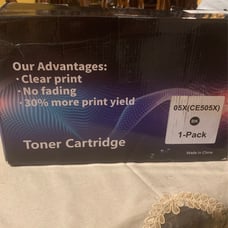 Our Advantages:
· Clear print
· No fading
· 30% more print yield
05X(CE505X)
BK
1-Pack
Toner Cartridge
Made in China